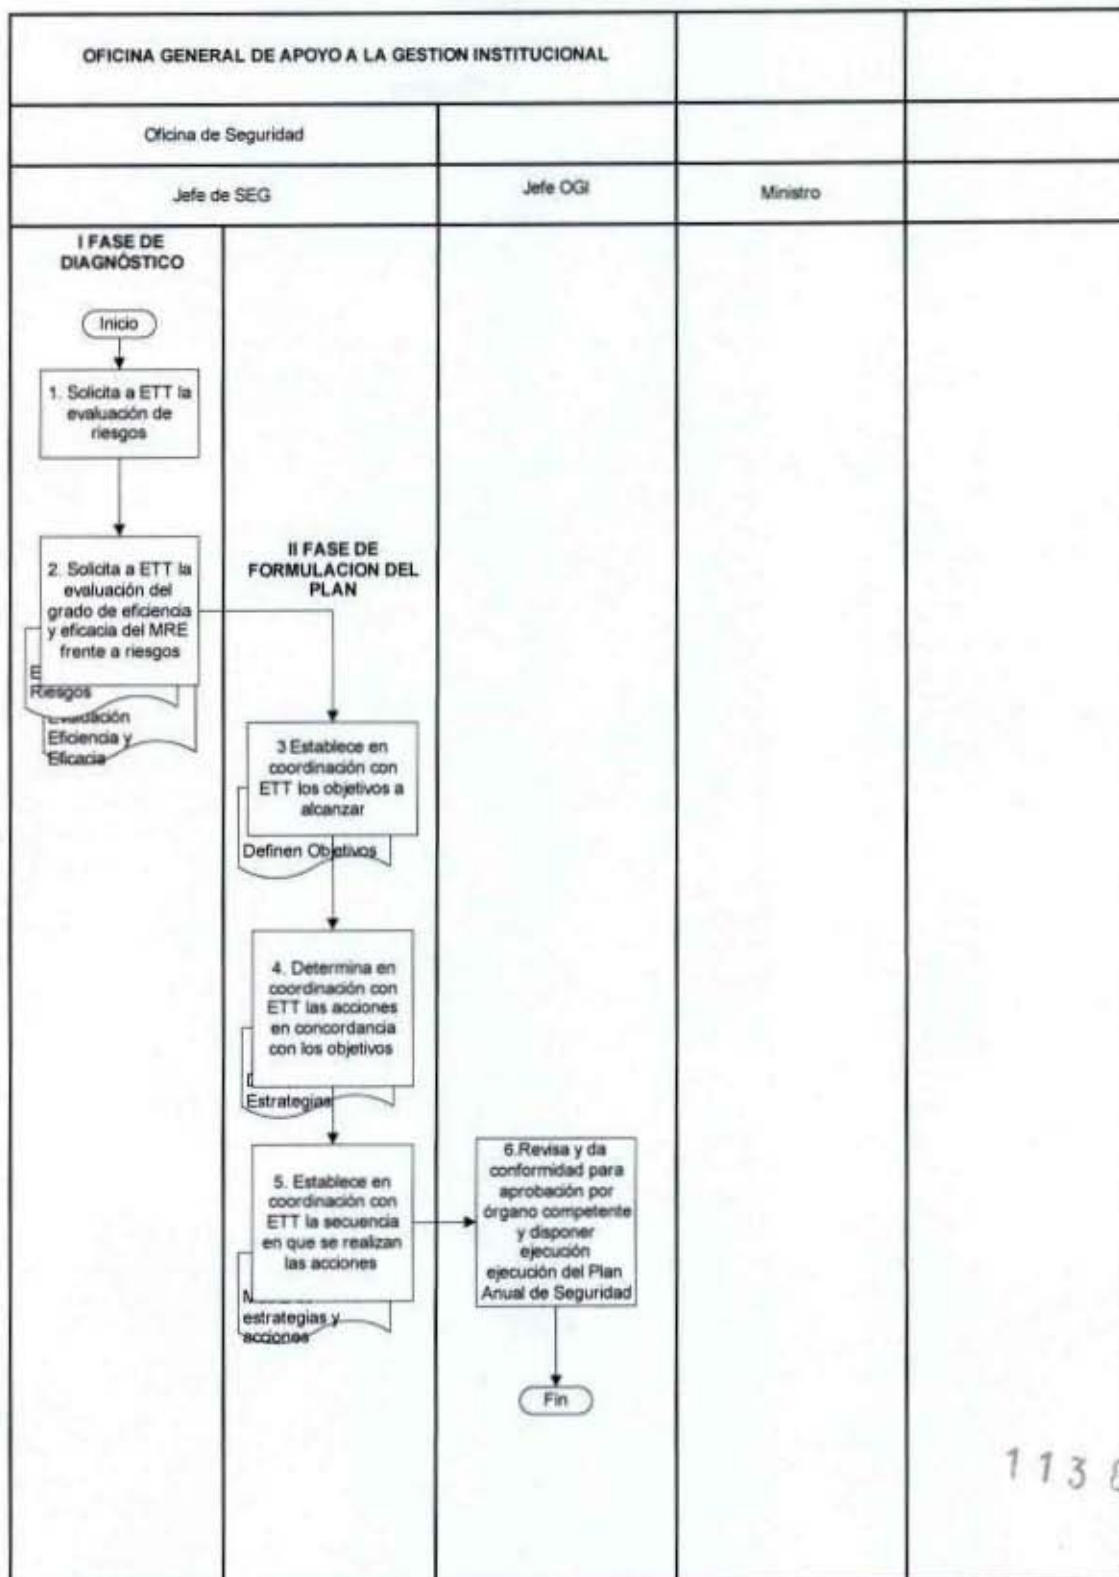 OFICINA GENERAL DE APOYO A LA GESTION INSTITUCIONAL
Oficina de Seguridad
Jefe de SEG
Jefe OGI
Ministro
I FASE DE
DIAGNÓSTICO
Inicio
1. Solicita a ETT la
evaluación de
riesgos
2. Solicita a ETT la
evaluación del
grado de eficiencia
y eficacia del MRE
frente a riesgos
Riesgos
Evaluación
Eficiencia y
Eficacia
II FASE DE
FORMULACION DEL
PLAN
3 Establece en
coordinación con
ETT los objetivos a
alcanzar
Definen Objetivos
4. Determina en
coordinación con
ETT las acciones
en concordancia
con los objetivos
Estrategias
5. Establece en
coordinación con
ETT la secuencia
en que se realizan
las acciones
estrategias y
acciones
6.Revisa y da
conformidad para
aprobación por
órgano competente
y disponer
ejecución
ejecución del Plan
Anual de Seguridad
Fin
113